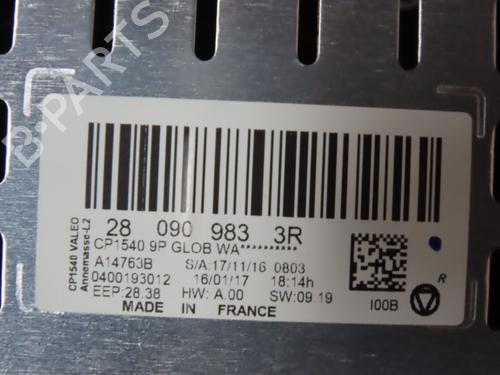 B-PARTS
28 090 983 3R
CP1540 9P GLOB WA**********
A14763B S/A:17/11/16 0803
0400193012 16/01/17 18:14h
EEP:28.38 HW: A.00 SW:09.19
MADE IN FRANCE
I00B
R
CP1540 VALEO
Annemasse-L2